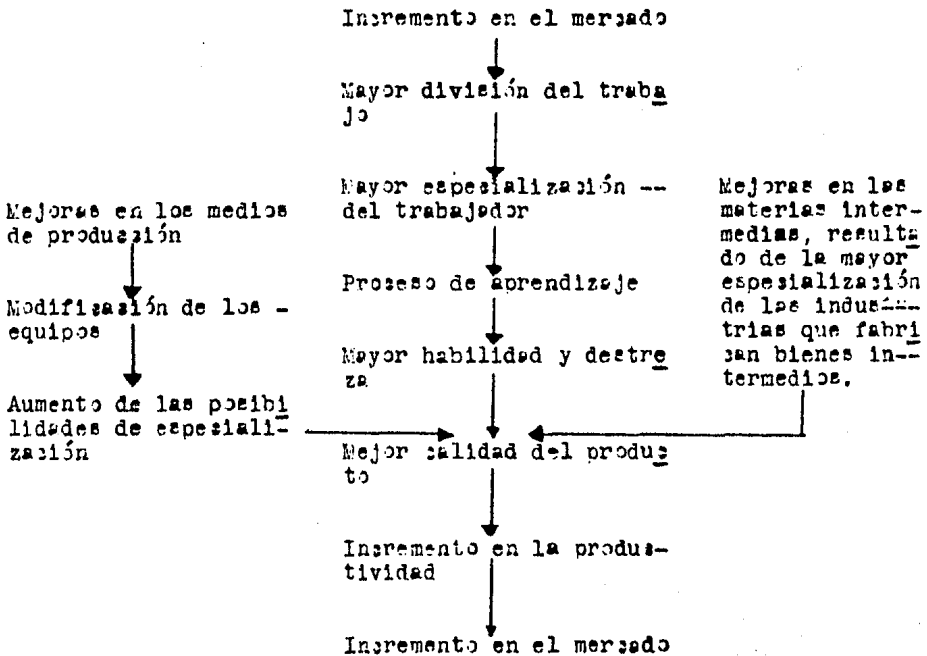 Incremento en el mercado
Mayor división del traba
jo
Mayor especialización --
del trabajador
Proceso de aprendizaje
Mayor habilidad y destre
za
Mejoras en los medios
de producción
Modificación de los -
equipos
Aumento de las posibi
lidades de especiali-
zación
Mejoras en las
materias inter-
medias, resulta
do de la mayor
especialización
de las indus--
trias que fabri
can bienes in--
termedios.
Mejor calidad del produc
to
Incremento en la produc-
tividad
Incremento en el mercado